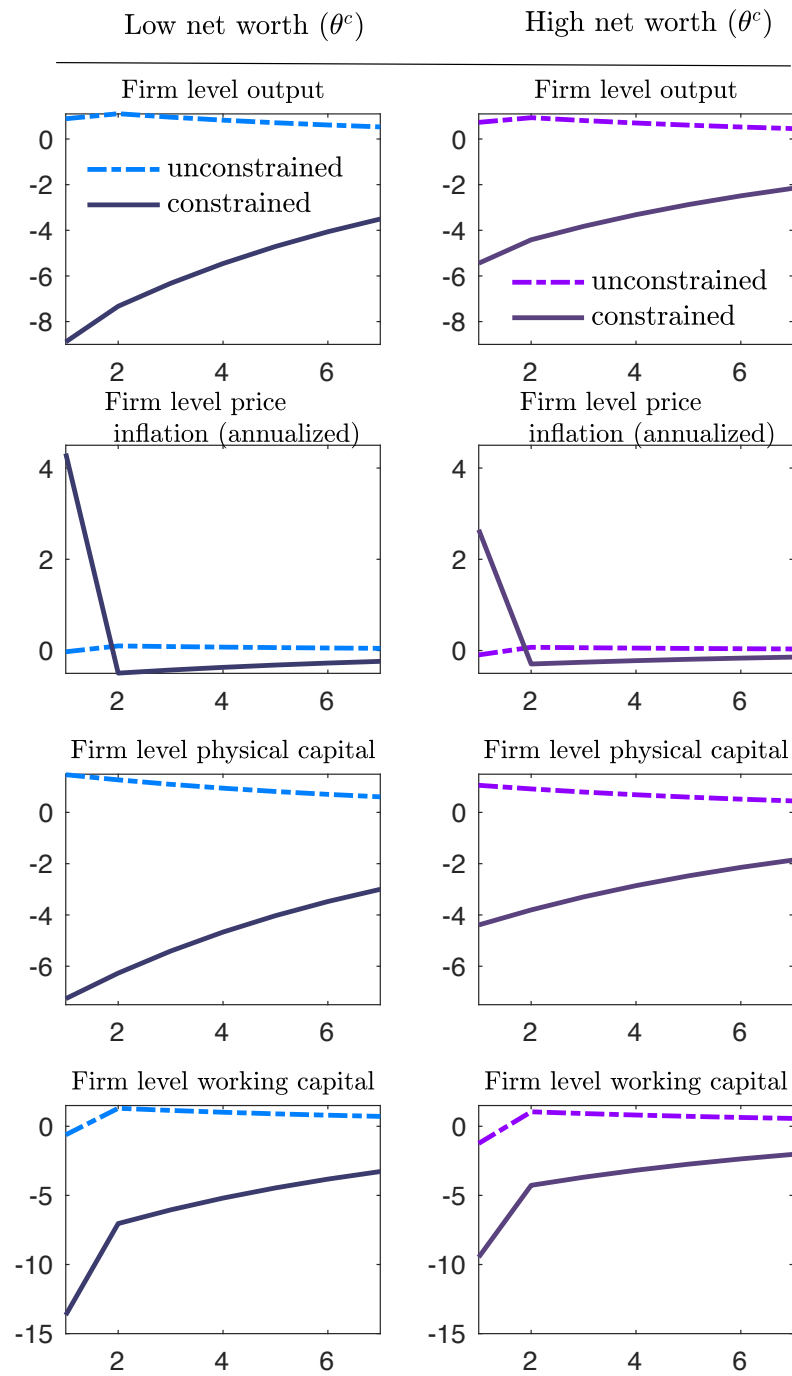 Low net worth (θᶜ)
High net worth (θᶜ)
Firm level output
Firm level output
0
-2
-4
-6
-8
unconstrained
constrained
2 4 6
0
-2
-4
-6
-8
unconstrained
constrained
2 4 6
Firm level price
inflation (annualized)
Firm level price
inflation (annualized)
4
2
0
2 4 6
4
2
0
2 4 6
Firm level physical capital
Firm level physical capital
0
-2
-4
-6
2 4 6
0
-2
-4
-6
2 4 6
Firm level working capital
Firm level working capital
0
-5
-10
-15
2 4 6
0
-5
-10
-15
2 4 6